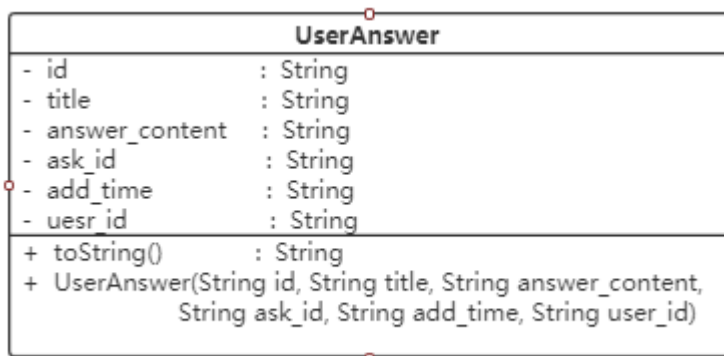 UserAnswer
- id : String
- title : String
- answer_content : String
- ask_id : String
- add_time : String
- uesr_id : String
+ toString() : String
+ UserAnswer(String id, String title, String answer_content,
String ask_id, String add_time, String user_id)